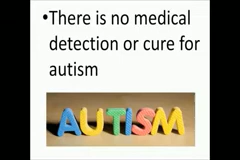 •There is no medical
detection or cure for
autism
AUTISM